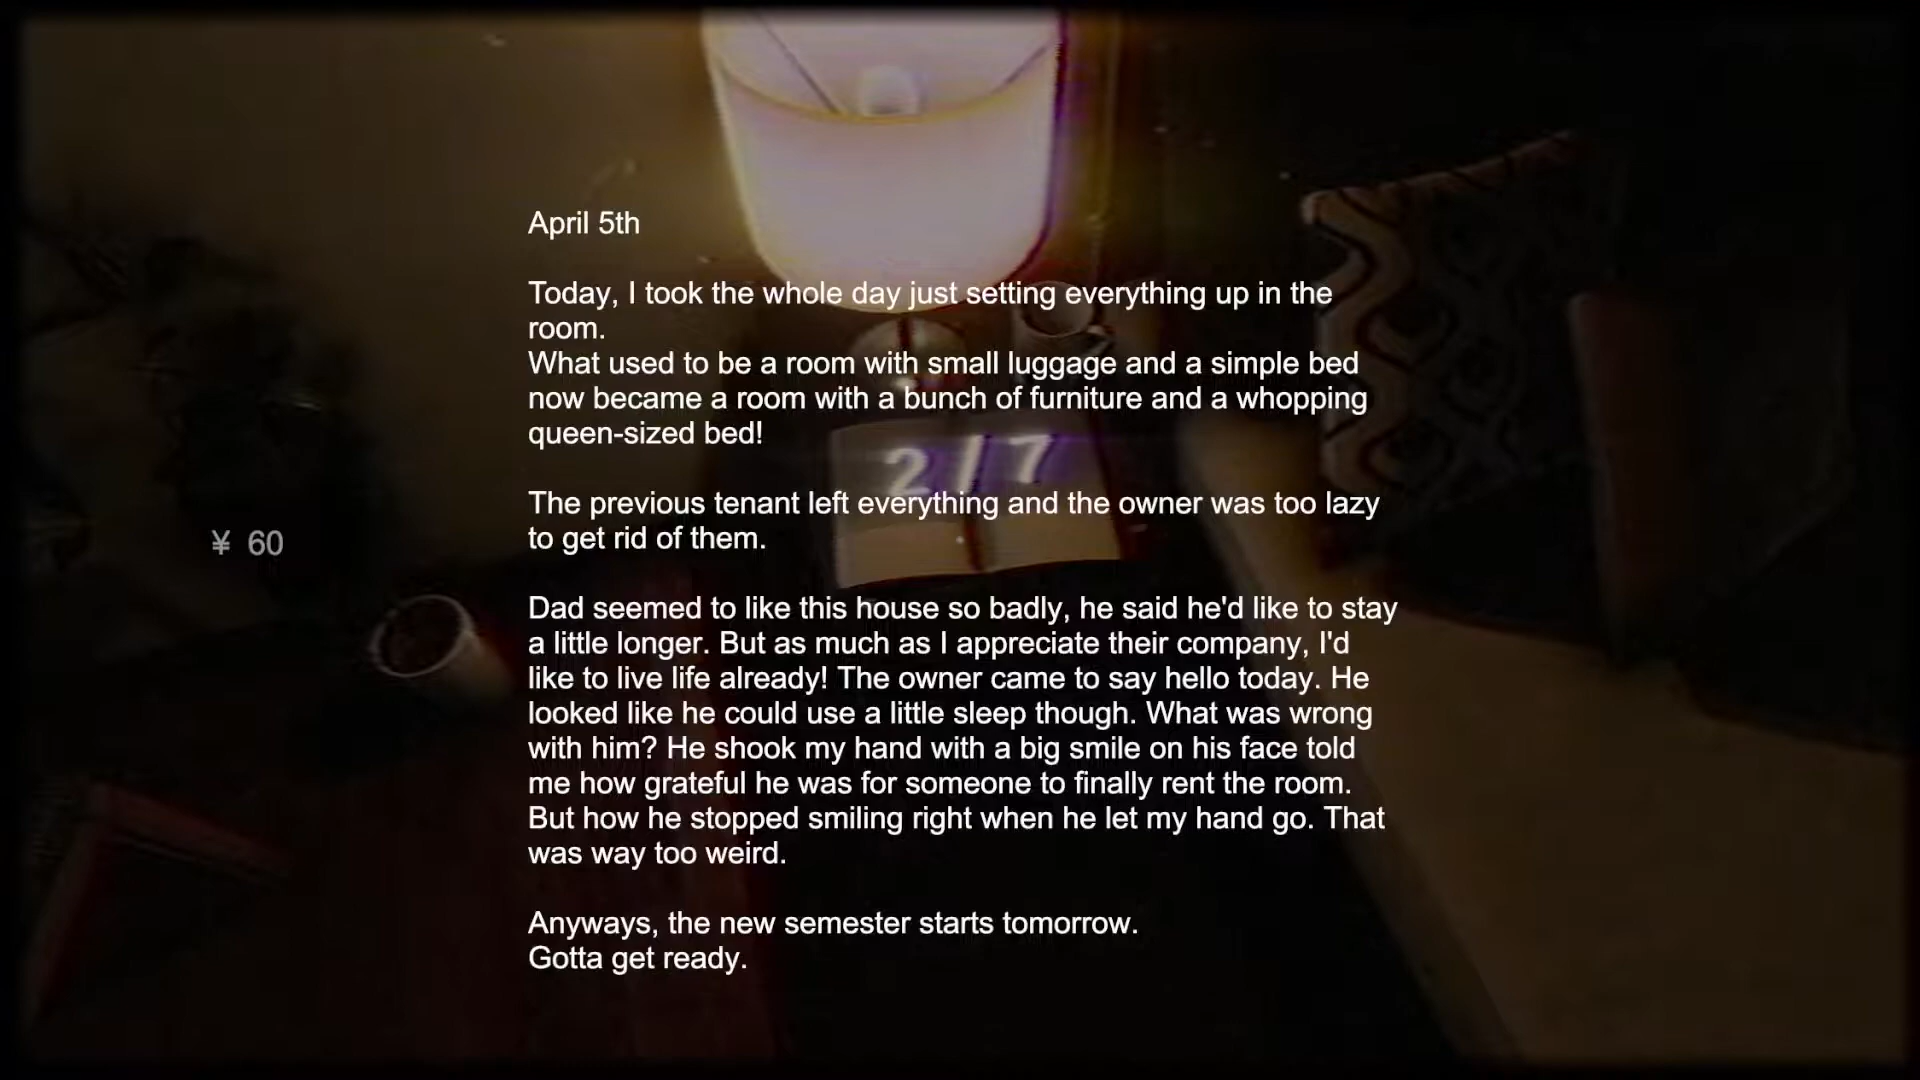 April 5th
Today, I took the whole day just setting everything up in the
room.
What used to be a room with small luggage and a simple bed
now became a room with a bunch of furniture and a whopping
queen-sized bed!
2/7
The previous tenant left everything and the owner was too lazy
to get rid of them.
¥ 60
Dad seemed to like this house so badly, he said he'd like to stay
a little longer. But as much as I appreciate their company, I'd
like to live life already! The owner came to say hello today. He
looked like he could use a little sleep though. What was wrong
with him? He shook my hand with a big smile on his face told
me how grateful he was for someone to finally rent the room.
But how he stopped smiling right when he let my hand go. That
was way too weird.
Anyways, the new semester starts tomorrow.
Gotta get ready.